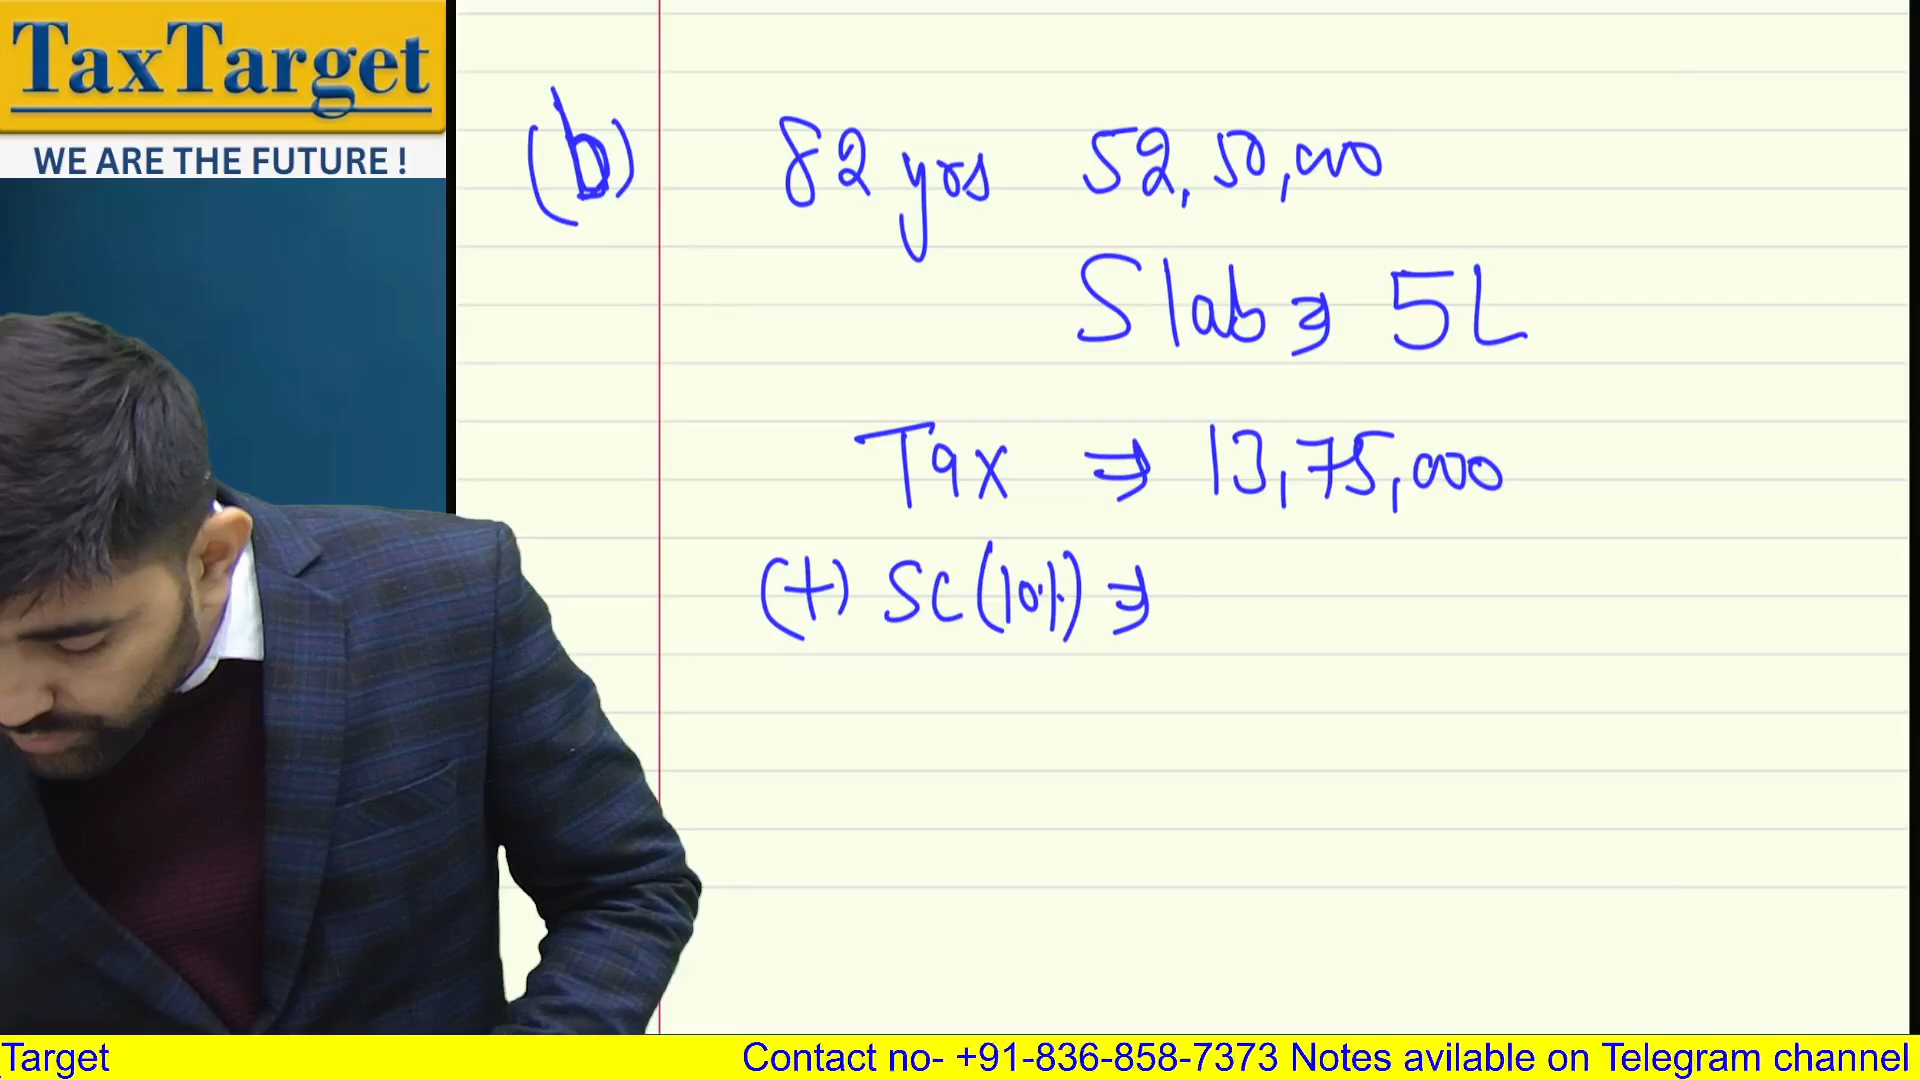 TaxTarget
WE ARE THE FUTURE !
(b) 82 yrs 52,50,000
Slab ⇒ 5L
Tax ⇒ 13,75,000
(+) SC (10%) ⇒
Target
Contact no- +91-836-858-7373 Notes avilable on Telegram channel